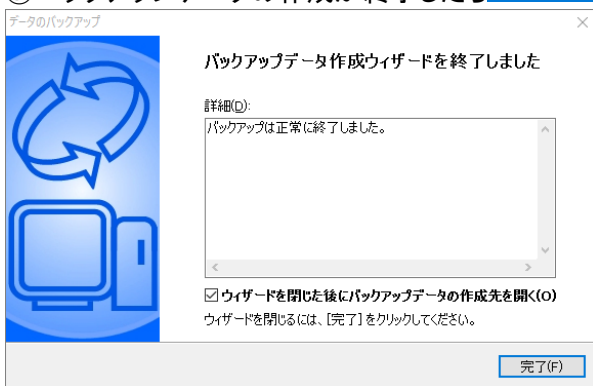 データのバックアップ
バックアップデータ作成ウィザードを終了しました
詳細(D):
バックアップは正常に終了しました。
ウィザードを閉じた後にバックアップデータの作成先を開く(O)
ウィザードを閉じるには、[完了]をクリックしてください。
完了(F)